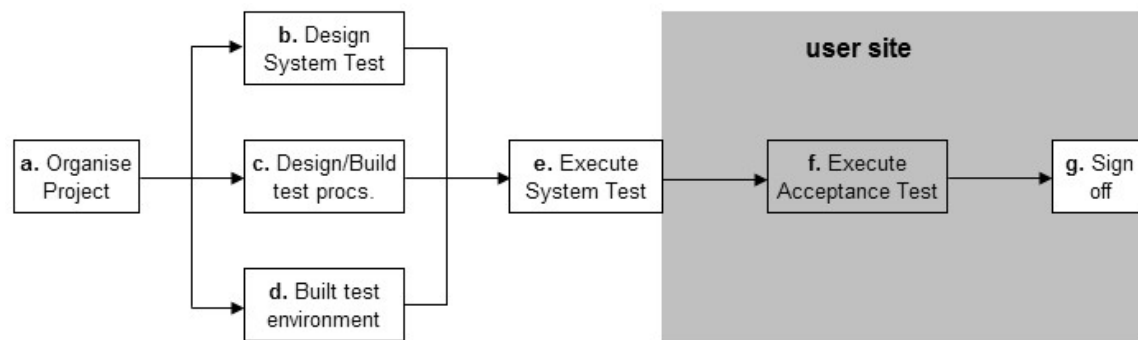 b. Design
System Test
user site
a. Organise
Project
c. Design/Build
test procs.
e. Execute
System Test
f. Execute
Acceptance Test
g. Sign
off
d. Built test
environment